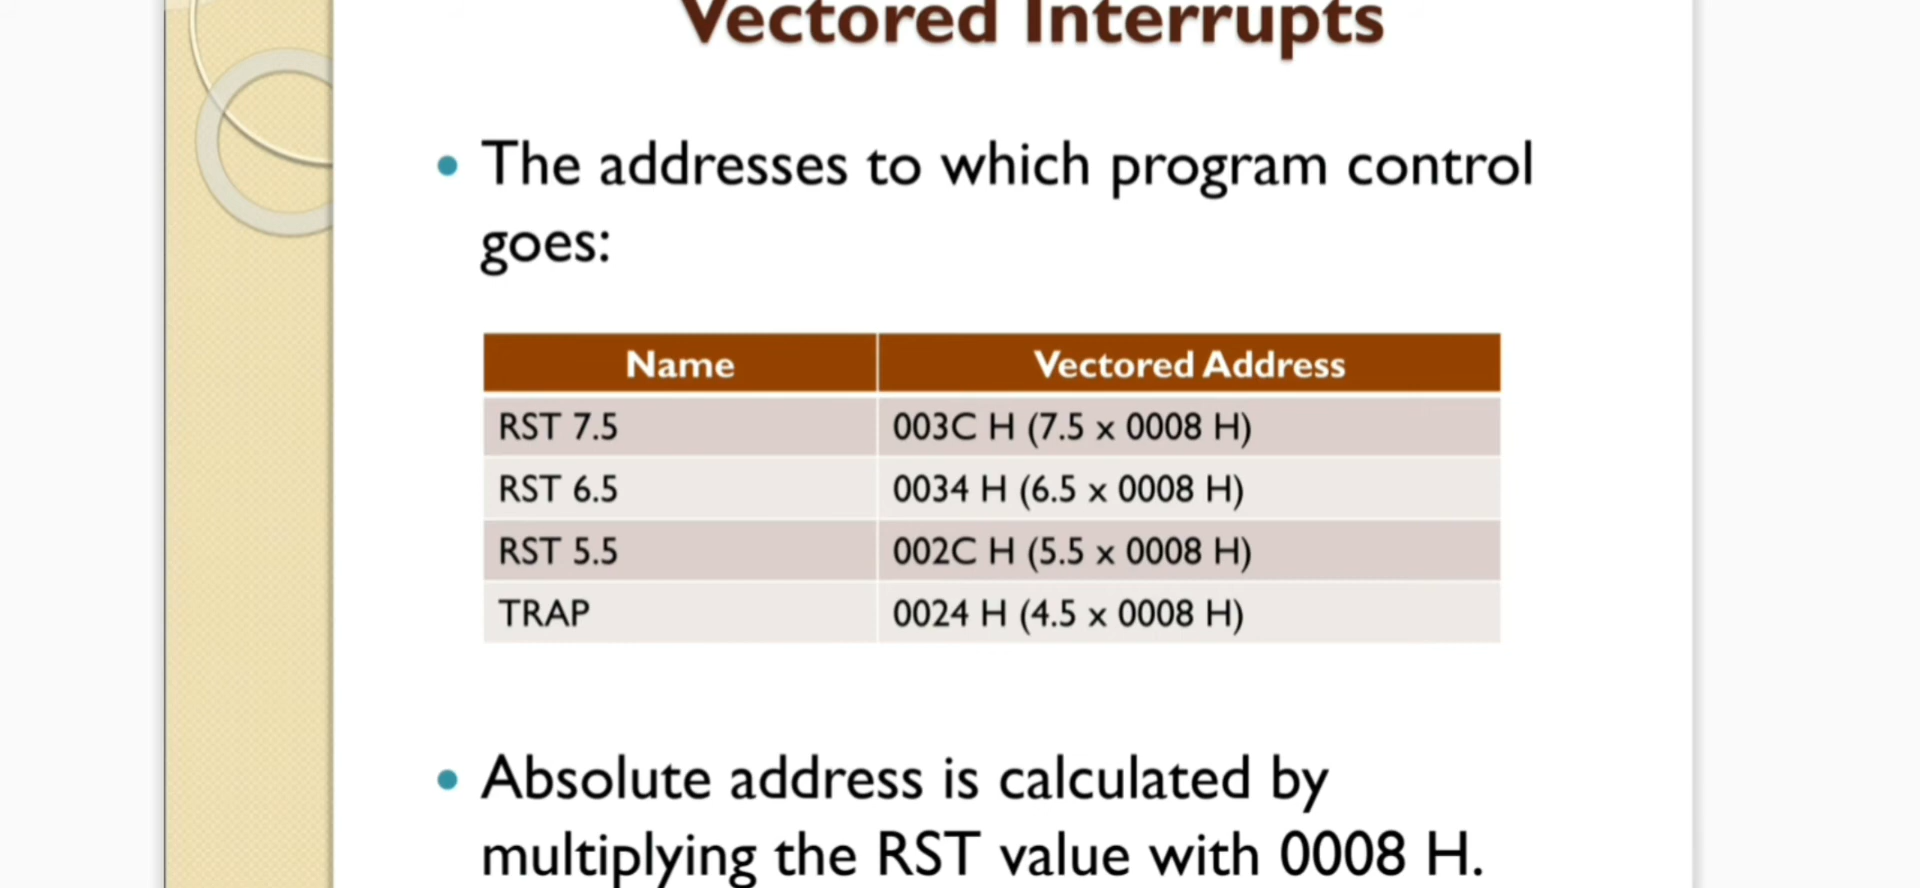 Vectored Interrupts
The addresses to which program control
goes:
Name Vectored Address
RST 7.5 003C H (7.5 x 0008 H)
RST 6.5 0034 H (6.5 x 0008 H)
RST 5.5 002C H (5.5 x 0008 H)
TRAP 0024 H (4.5 x 0008 H)
Absolute address is calculated by
multiplying the RST value with 0008 H.